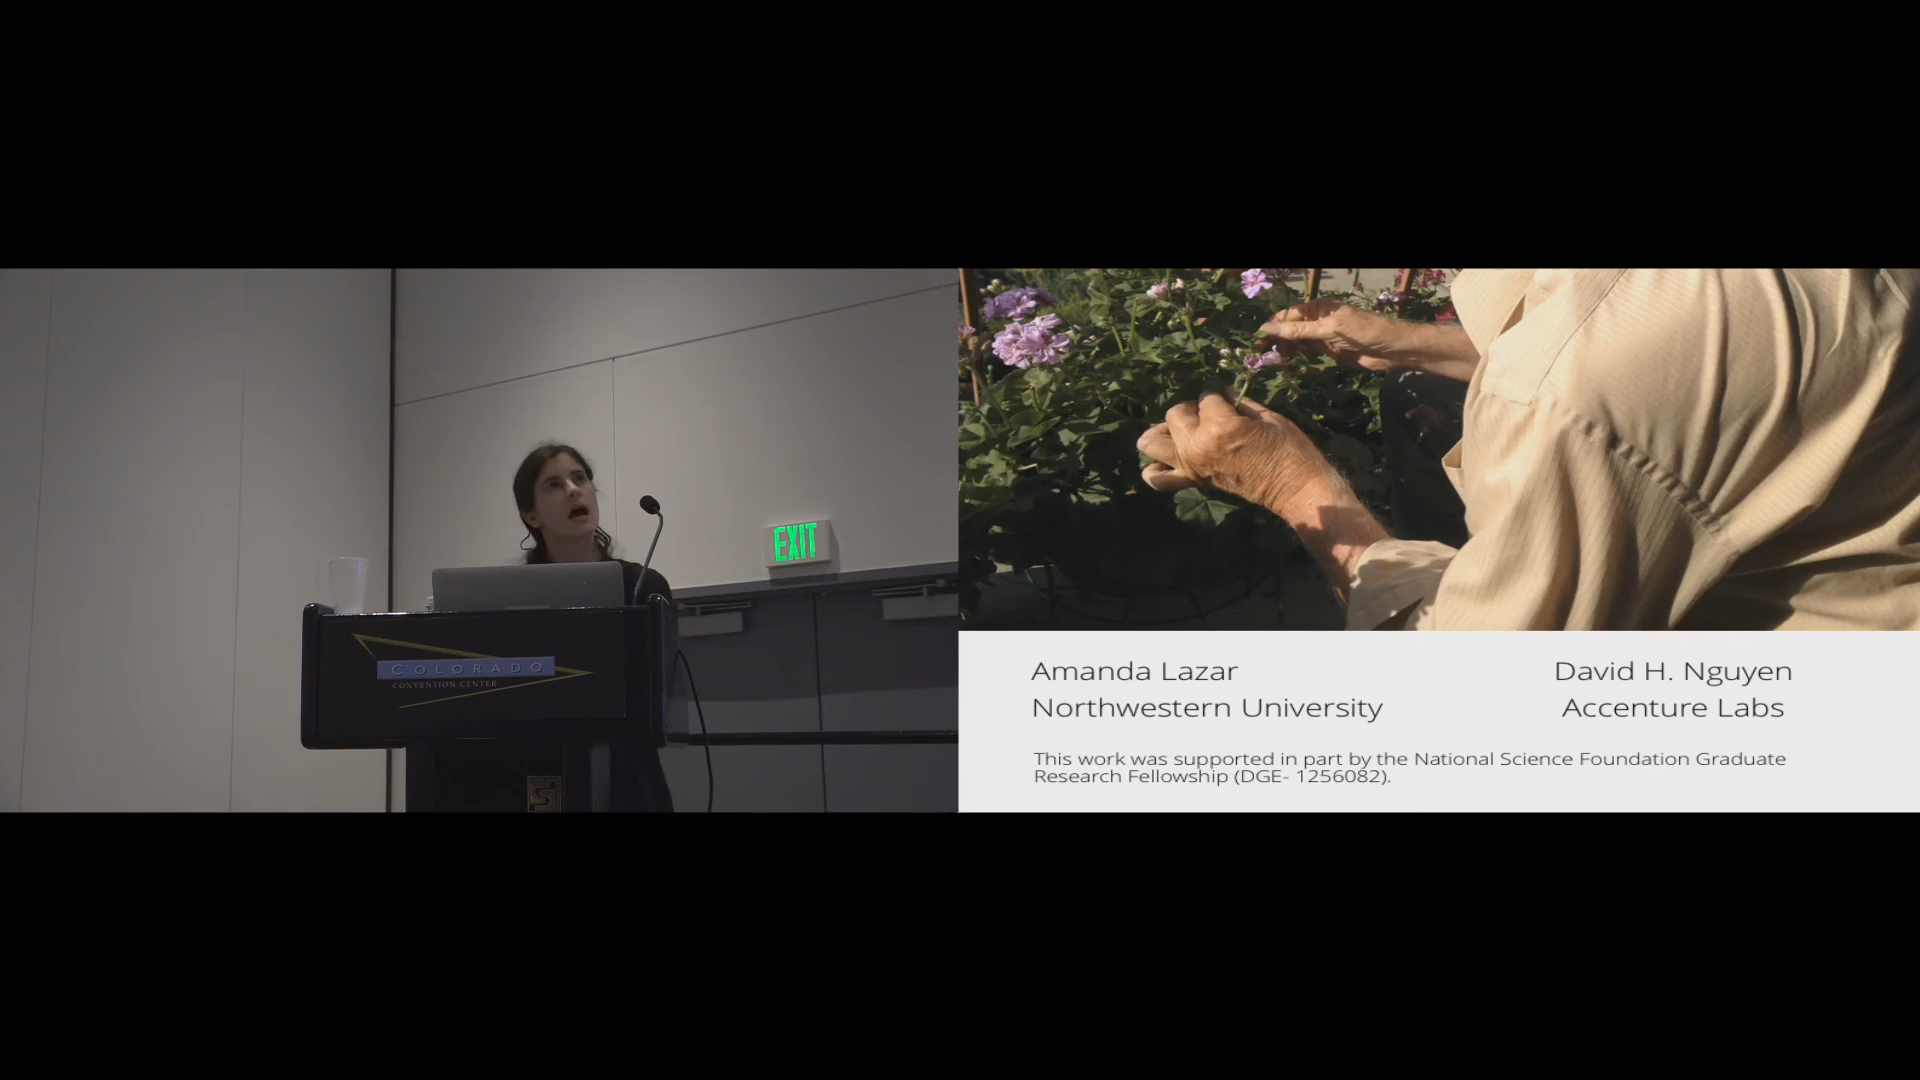 EXIT
COLORADO
CONVENTION CENTER
Amanda Lazar
Northwestern University
David H. Nguyen
Accenture Labs
This work was supported in part by the National Science Foundation Graduate
Research Fellowship (DGE- 1256082).